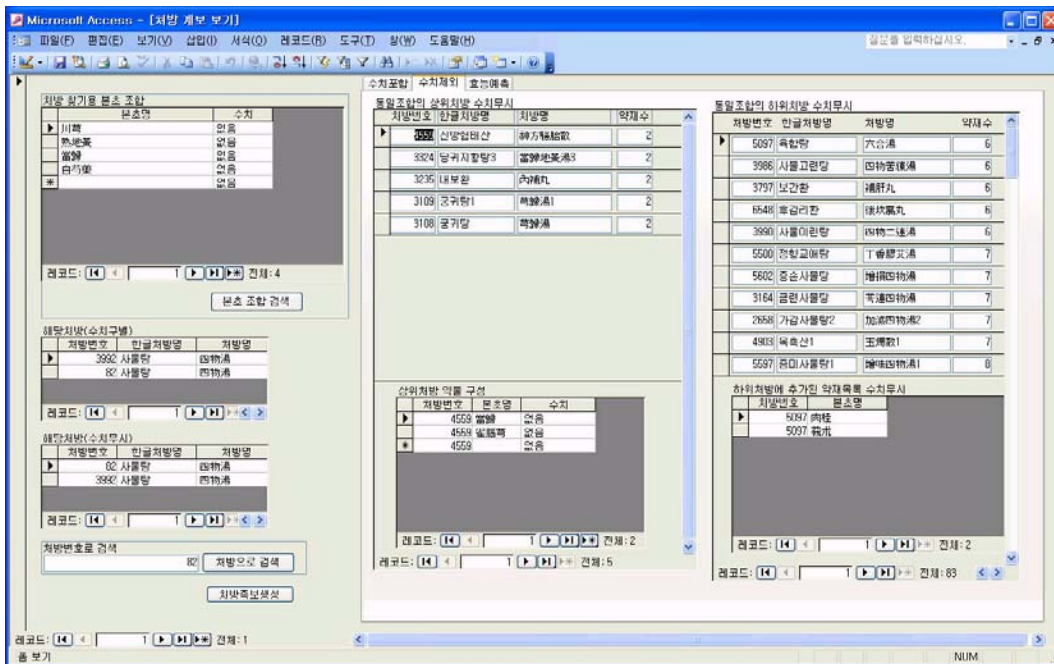 Microsoft Access - [처방 계보 보기]
파일(F) 편집(E) 보기(V) 삽입(I) 서식(O) 레코드(R) 도구(T) 창(W) 도움말(H) 질문을 입력하십시오.
수치포함 수치제외 효능예측
처방 찾기용 본초 조합
본초명 수치
川芎 없음
熟地黃 없음
當歸 없음
白芍藥 없음
없음
레코드: 1 전체: 4
본초 조합 검색
해당처방(수치구별)
처방번호 한글처방명 처방명
3992 사물탕 四物湯
82 사물탕 四物湯
레코드: 1
해당처방(수치무시)
처방번호 한글처방명 처방명
82 사물탕 四物湯
3992 사물탕 四物湯
레코드: 1
처방번호로 검색
82 처방으로 검색
처방족보생성
동일조합의 상위처방 수치무시
처방번호 한글처방명 처방명 약재수
4559 신방험태산 神方驗胎散 2
3324 당귀지황탕3 當歸地黃湯3 2
3235 내보환 內補丸 2
3109 궁귀탕1 芎歸湯1 2
3108 궁귀탕 芎歸湯 2
상위처방 약물 구성
처방번호 본초명 수치
4559 當歸 없음
4559 雀腦芎 없음
4559 없음
레코드: 1 전체: 2
레코드: 1 전체: 5
동일조합의 하위처방 수치무시
처방번호 한글처방명 처방명 약재수
5097 육합탕 六合湯 6
3986 사물고련탕 四物苦練湯 6
3797 보간환 補肝丸 6
6548 후감리환 後坎离丸 6
3990 사물이련탕 四物二連湯 6
5500 정향교애탕 丁香膠艾湯 7
5602 증손사물탕 增損四物湯 7
3164 금련사물탕 芩連四物湯 7
2658 가감사물탕2 加減四物湯2 7
4903 옥촉산1 玉燭散1 7
5597 증미사물탕1 增味四物湯1 8
하위처방에 추가된 약재목록 수치무시
처방번호 본초명
5097 肉桂
5097 莪朮
레코드: 1 전체: 2
레코드: 1 전체: 83
레코드: 1 전체: 1
폼 보기 NUM